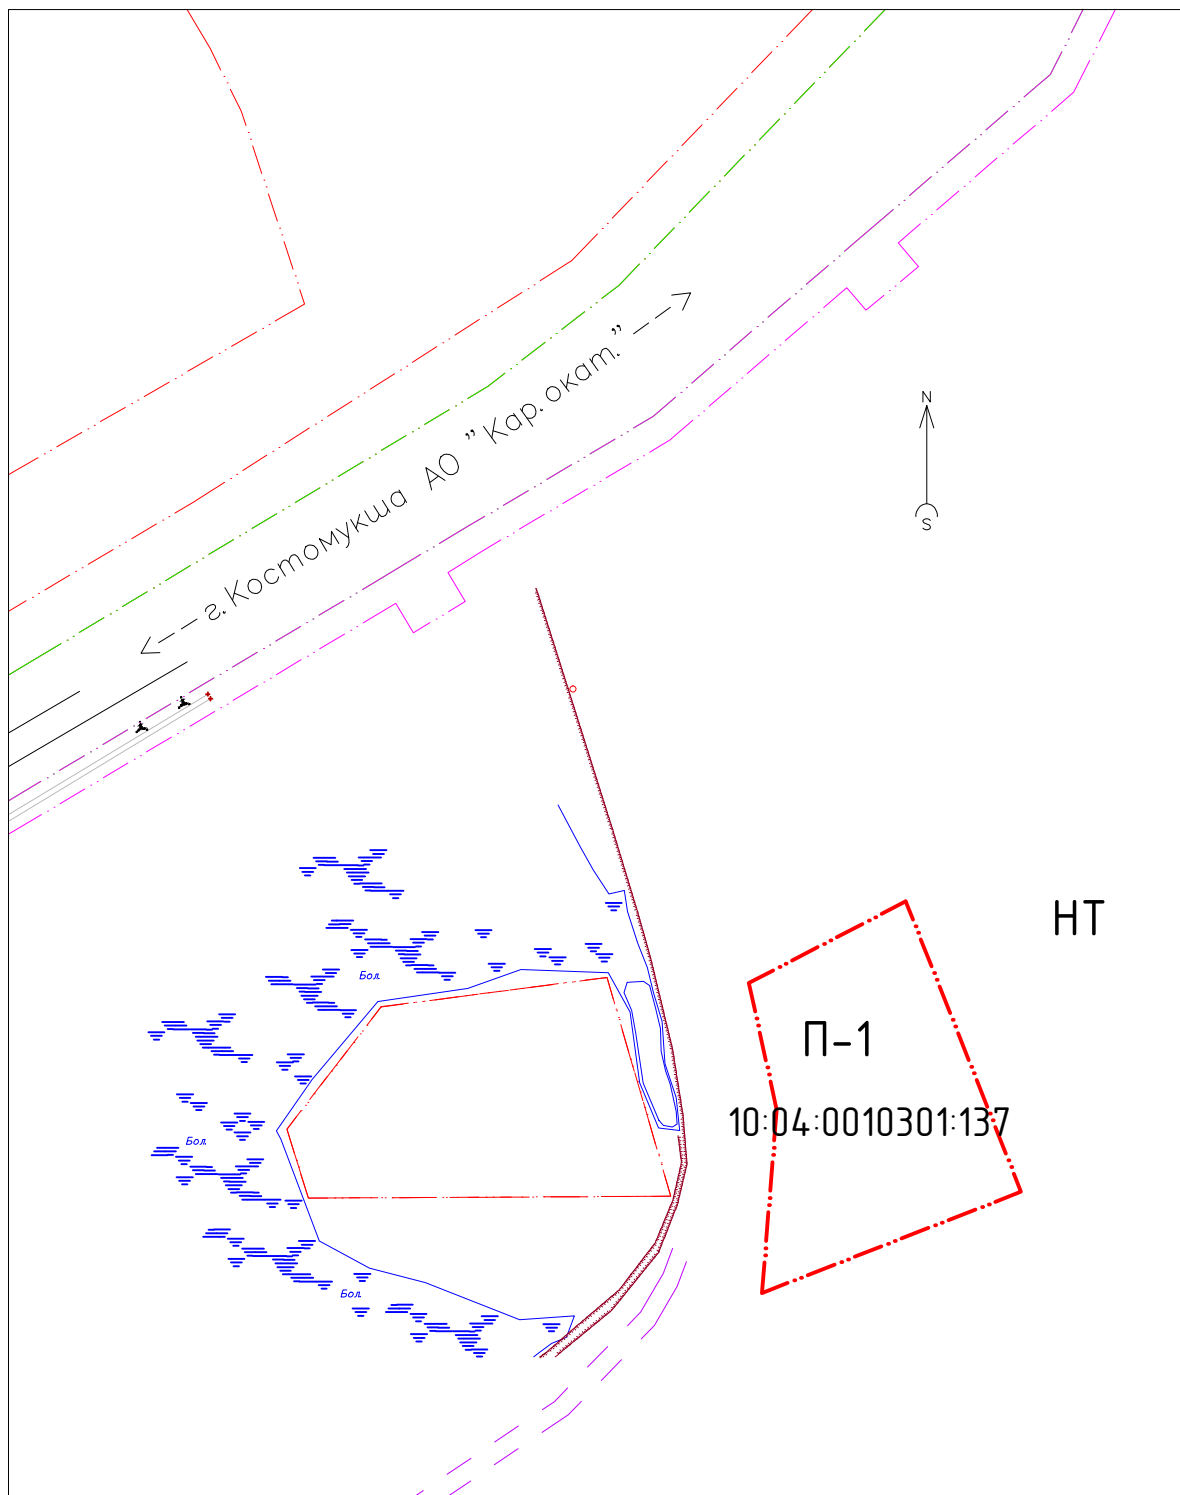 г. Костомукша АО " Кар. окат."
N
S
НТ
Бол.
П-1
10:04:0010301:137
Бол.
Бол.